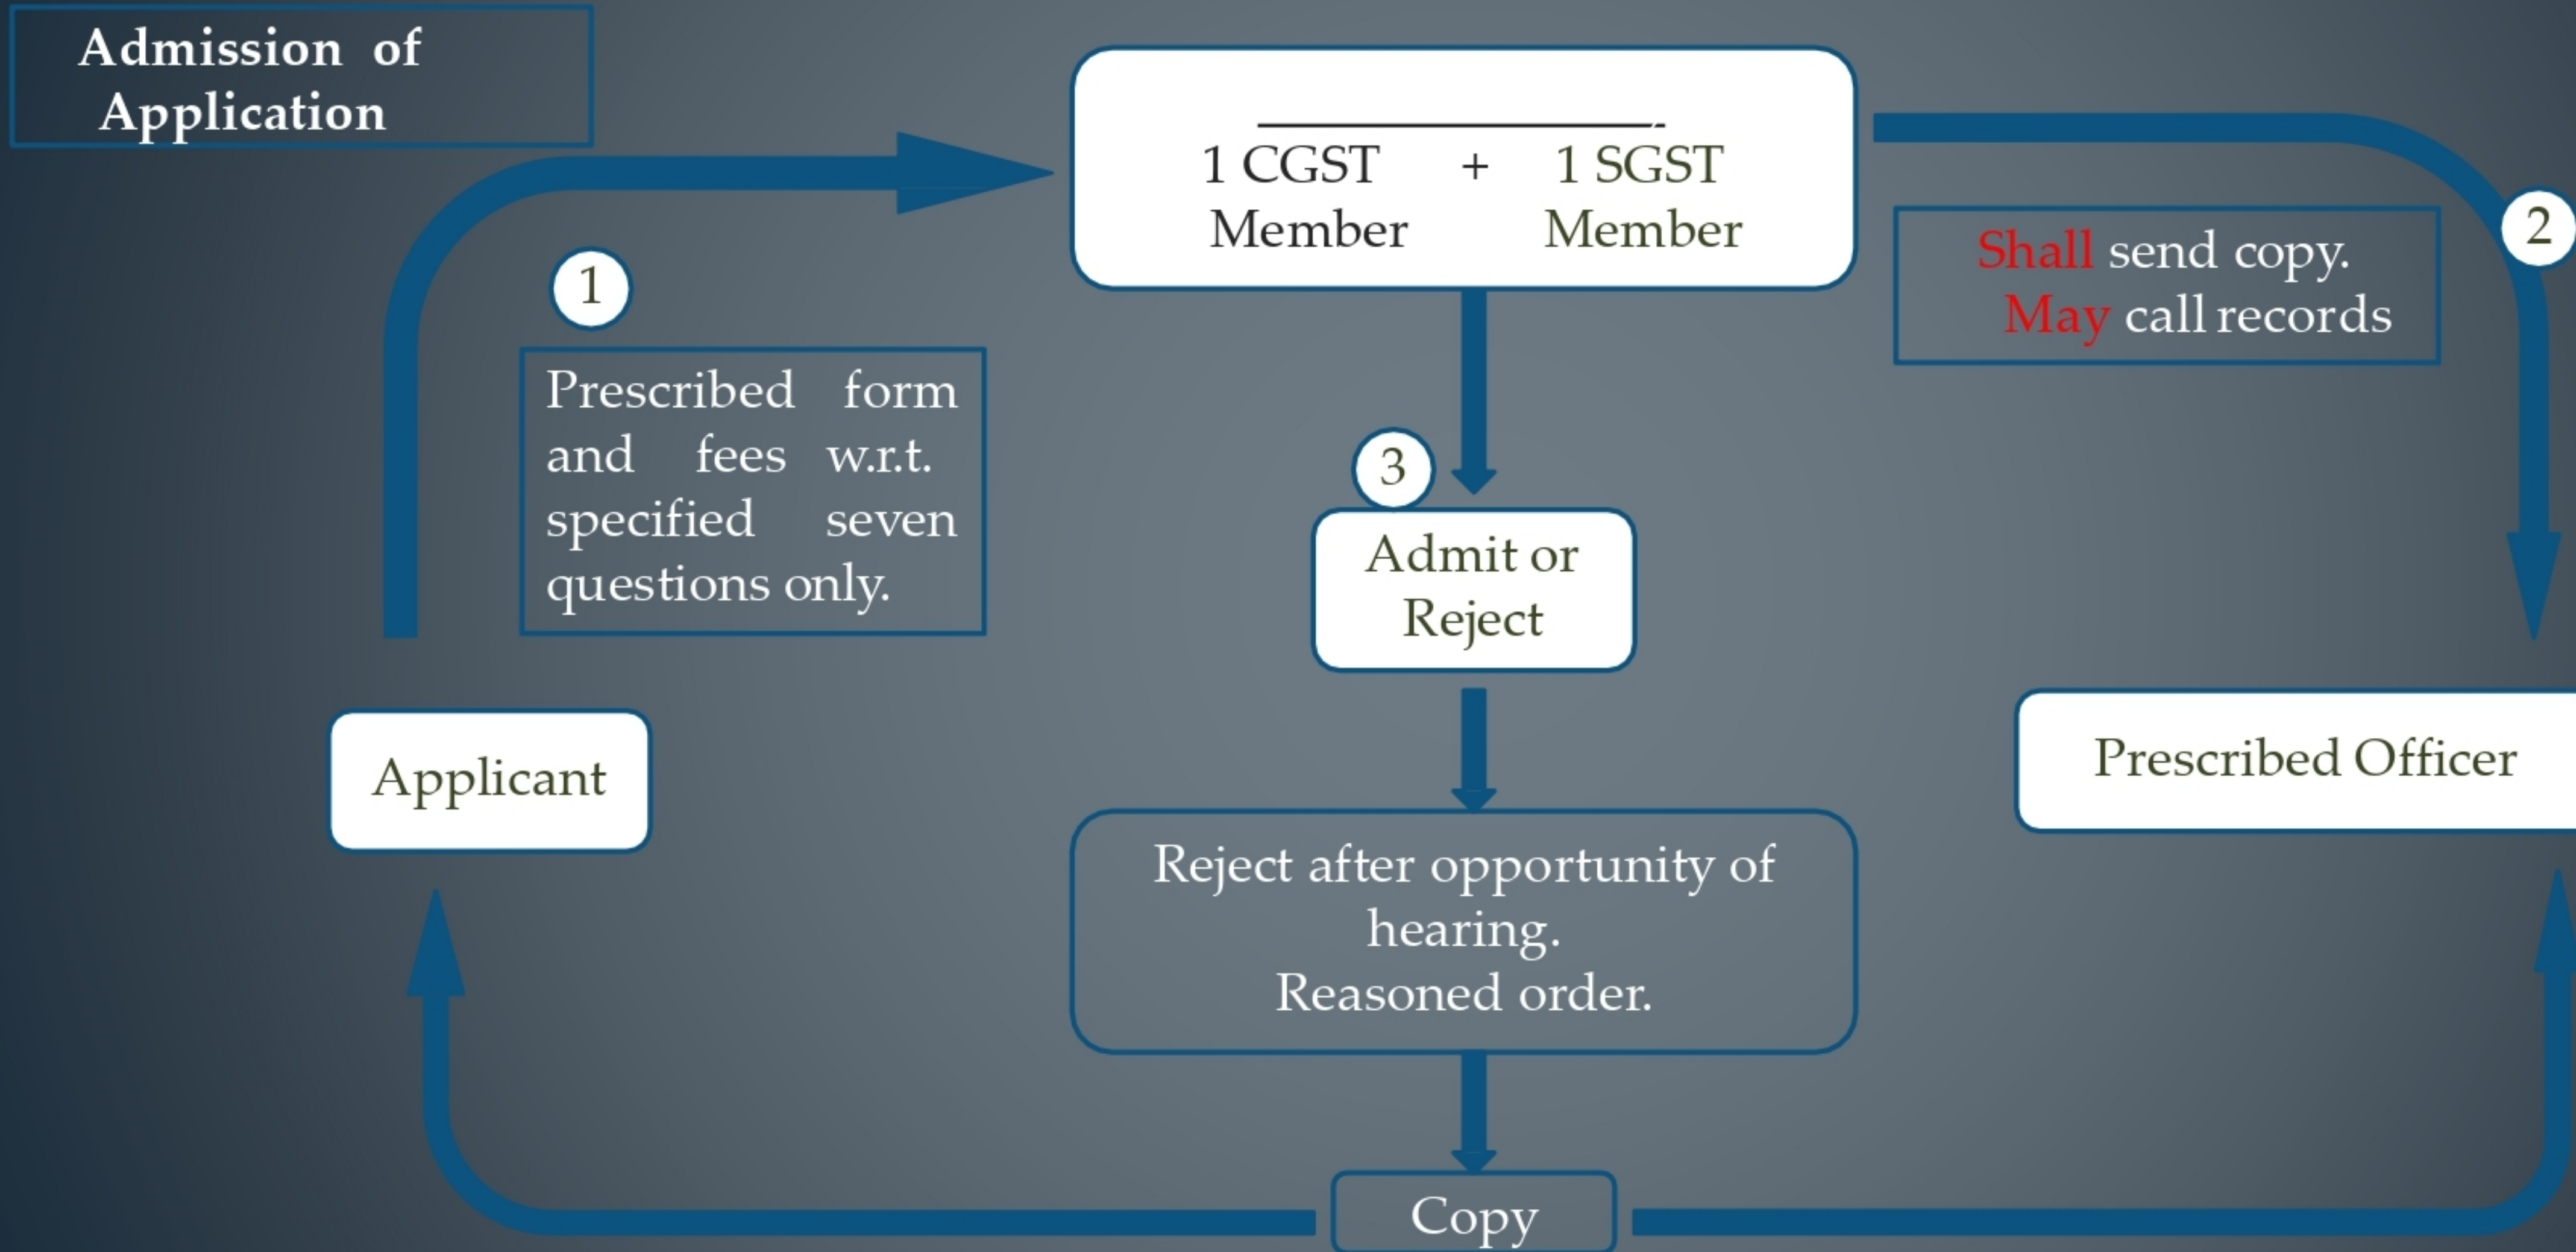 Admission of
Application
1 CGST + 1 SGST
Member Member
1
Prescribed form
and fees w.r.t.
specified seven
questions only.
2
Shall send copy.
May call records
3
Admit or
Reject
Applicant
Prescribed Officer
Reject after opportunity of
hearing.
Reasoned order.
Copy